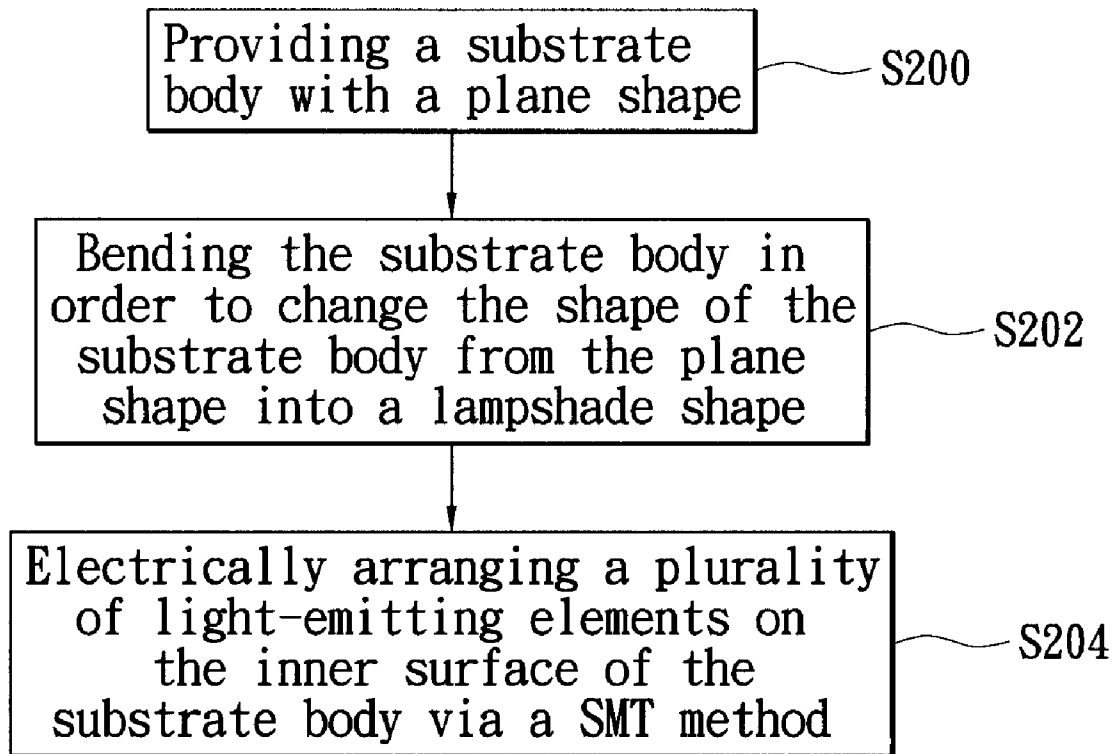 Providing a substrate
body with a plane shape
S200
Bending the substrate body in
order to change the shape of the
substrate body from the plane
shape into a lampshade shape
S202
Electrically arranging a plurality
of light-emitting elements on
the inner surface of the
substrate body via a SMT method
S204